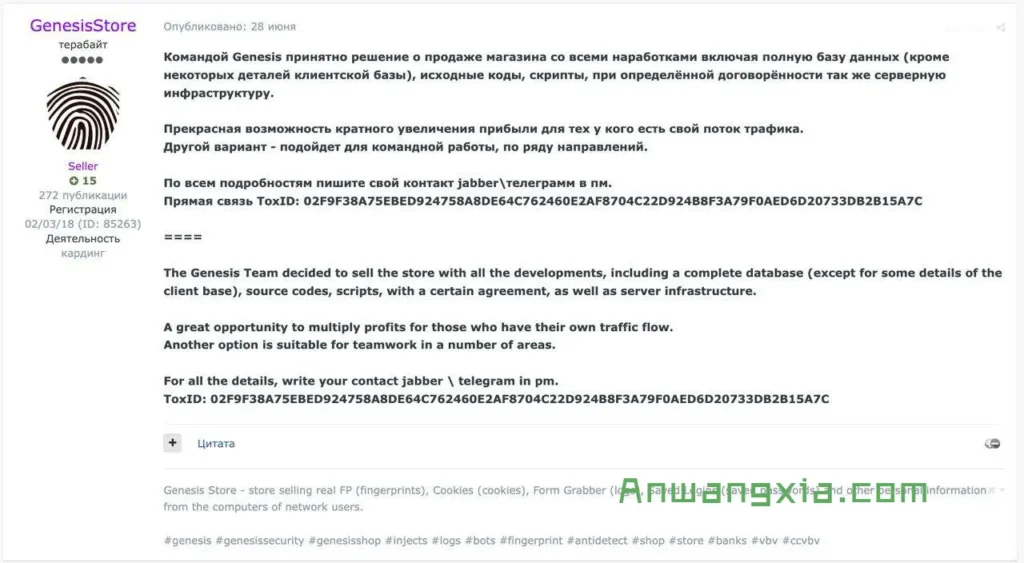 GenesisStore
терабайт
Seller
15
272 публикации
Регистрация
02/03/18 (ID: 85263)
Деятельность
кардинг
Опубликовано: 28 июня
Командой Genesis принятно решение о продаже магазина со всеми наработками включая полную базу данных (кроме
некоторых деталей клиентской базы), исходные коды, скрипты, при определённой договорённости так же серверную
инфраструктуру.
Прекрасная возможность кратного увеличения прибыли для тех у кого есть свой поток трафика.
Другой вариант - подойдет для командной работы, по ряду направлений.
По всем подробностям пишите свой контакт jabber\телеграмм в пм.
Прямая связь ToxID: 02F9F38A75EBED924758A8DE64C762460E2AF8704C22D924B8F3A79F0AED6D20733DB2B15A7C
====
The Genesis Team decided to sell the store with all the developments, including a complete database (except for some details of the
client base), source codes, scripts, with a certain agreement, as well as server infrastructure.
A great opportunity to multiply profits for those who have their own traffic flow.
Another option is suitable for teamwork in a number of areas.
For all the details, write your contact jabber \ telegram in pm.
ToxID: 02F9F38A75EBED924758A8DE64C762460E2AF8704C22D924B8F3A79F0AED6D20733DB2B15A7C
+ Цитата
Genesis Store - store selling real FP (fingerprints), Cookies (cookies), Form Grabber (logs), Saved Logins (saved passwords) and other personal information
from the computers of network users.
#genesis #genesissecurity #genesisshop #injects #logs #bots #fingerprint #antidetect #shop #store #banks #vbv #ccvbv
Anwangxia.com